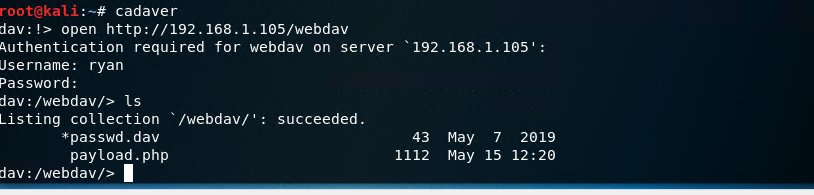 root@kali:~# cadaver
dav:!> open http://192.168.1.105/webdav
Authentication required for webdav on server `192.168.1.105':
Username: ryan
Password:
dav:/webdav/> ls
Listing collection `/webdav/': succeeded.
*passwd.dav 43 May 7 2019
payload.php 1112 May 15 12:20
dav:/webdav/>